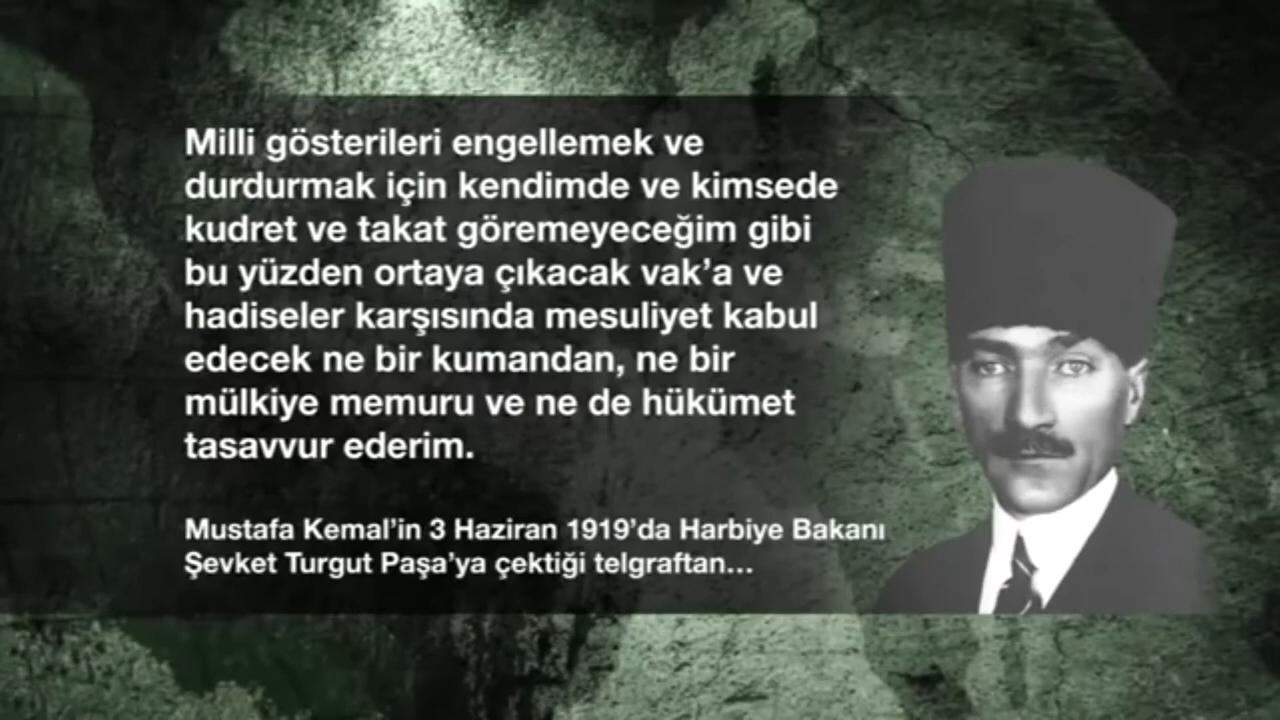 Milli gösterileri engellemek ve
durdurmak için kendimde ve kimsede
kudret ve takat göremeyeceğim gibi
bu yüzden ortaya çıkacak vak’a ve
hadiseler karşısında mesuliyet kabul
edecek ne bir kumandan, ne bir
mülkiye memuru ve ne de hükümet
tasavvur ederim.
Mustafa Kemal’in 3 Haziran 1919’da Harbiye Bakanı
Şevket Turgut Paşa’ya çektiği telgraftan...